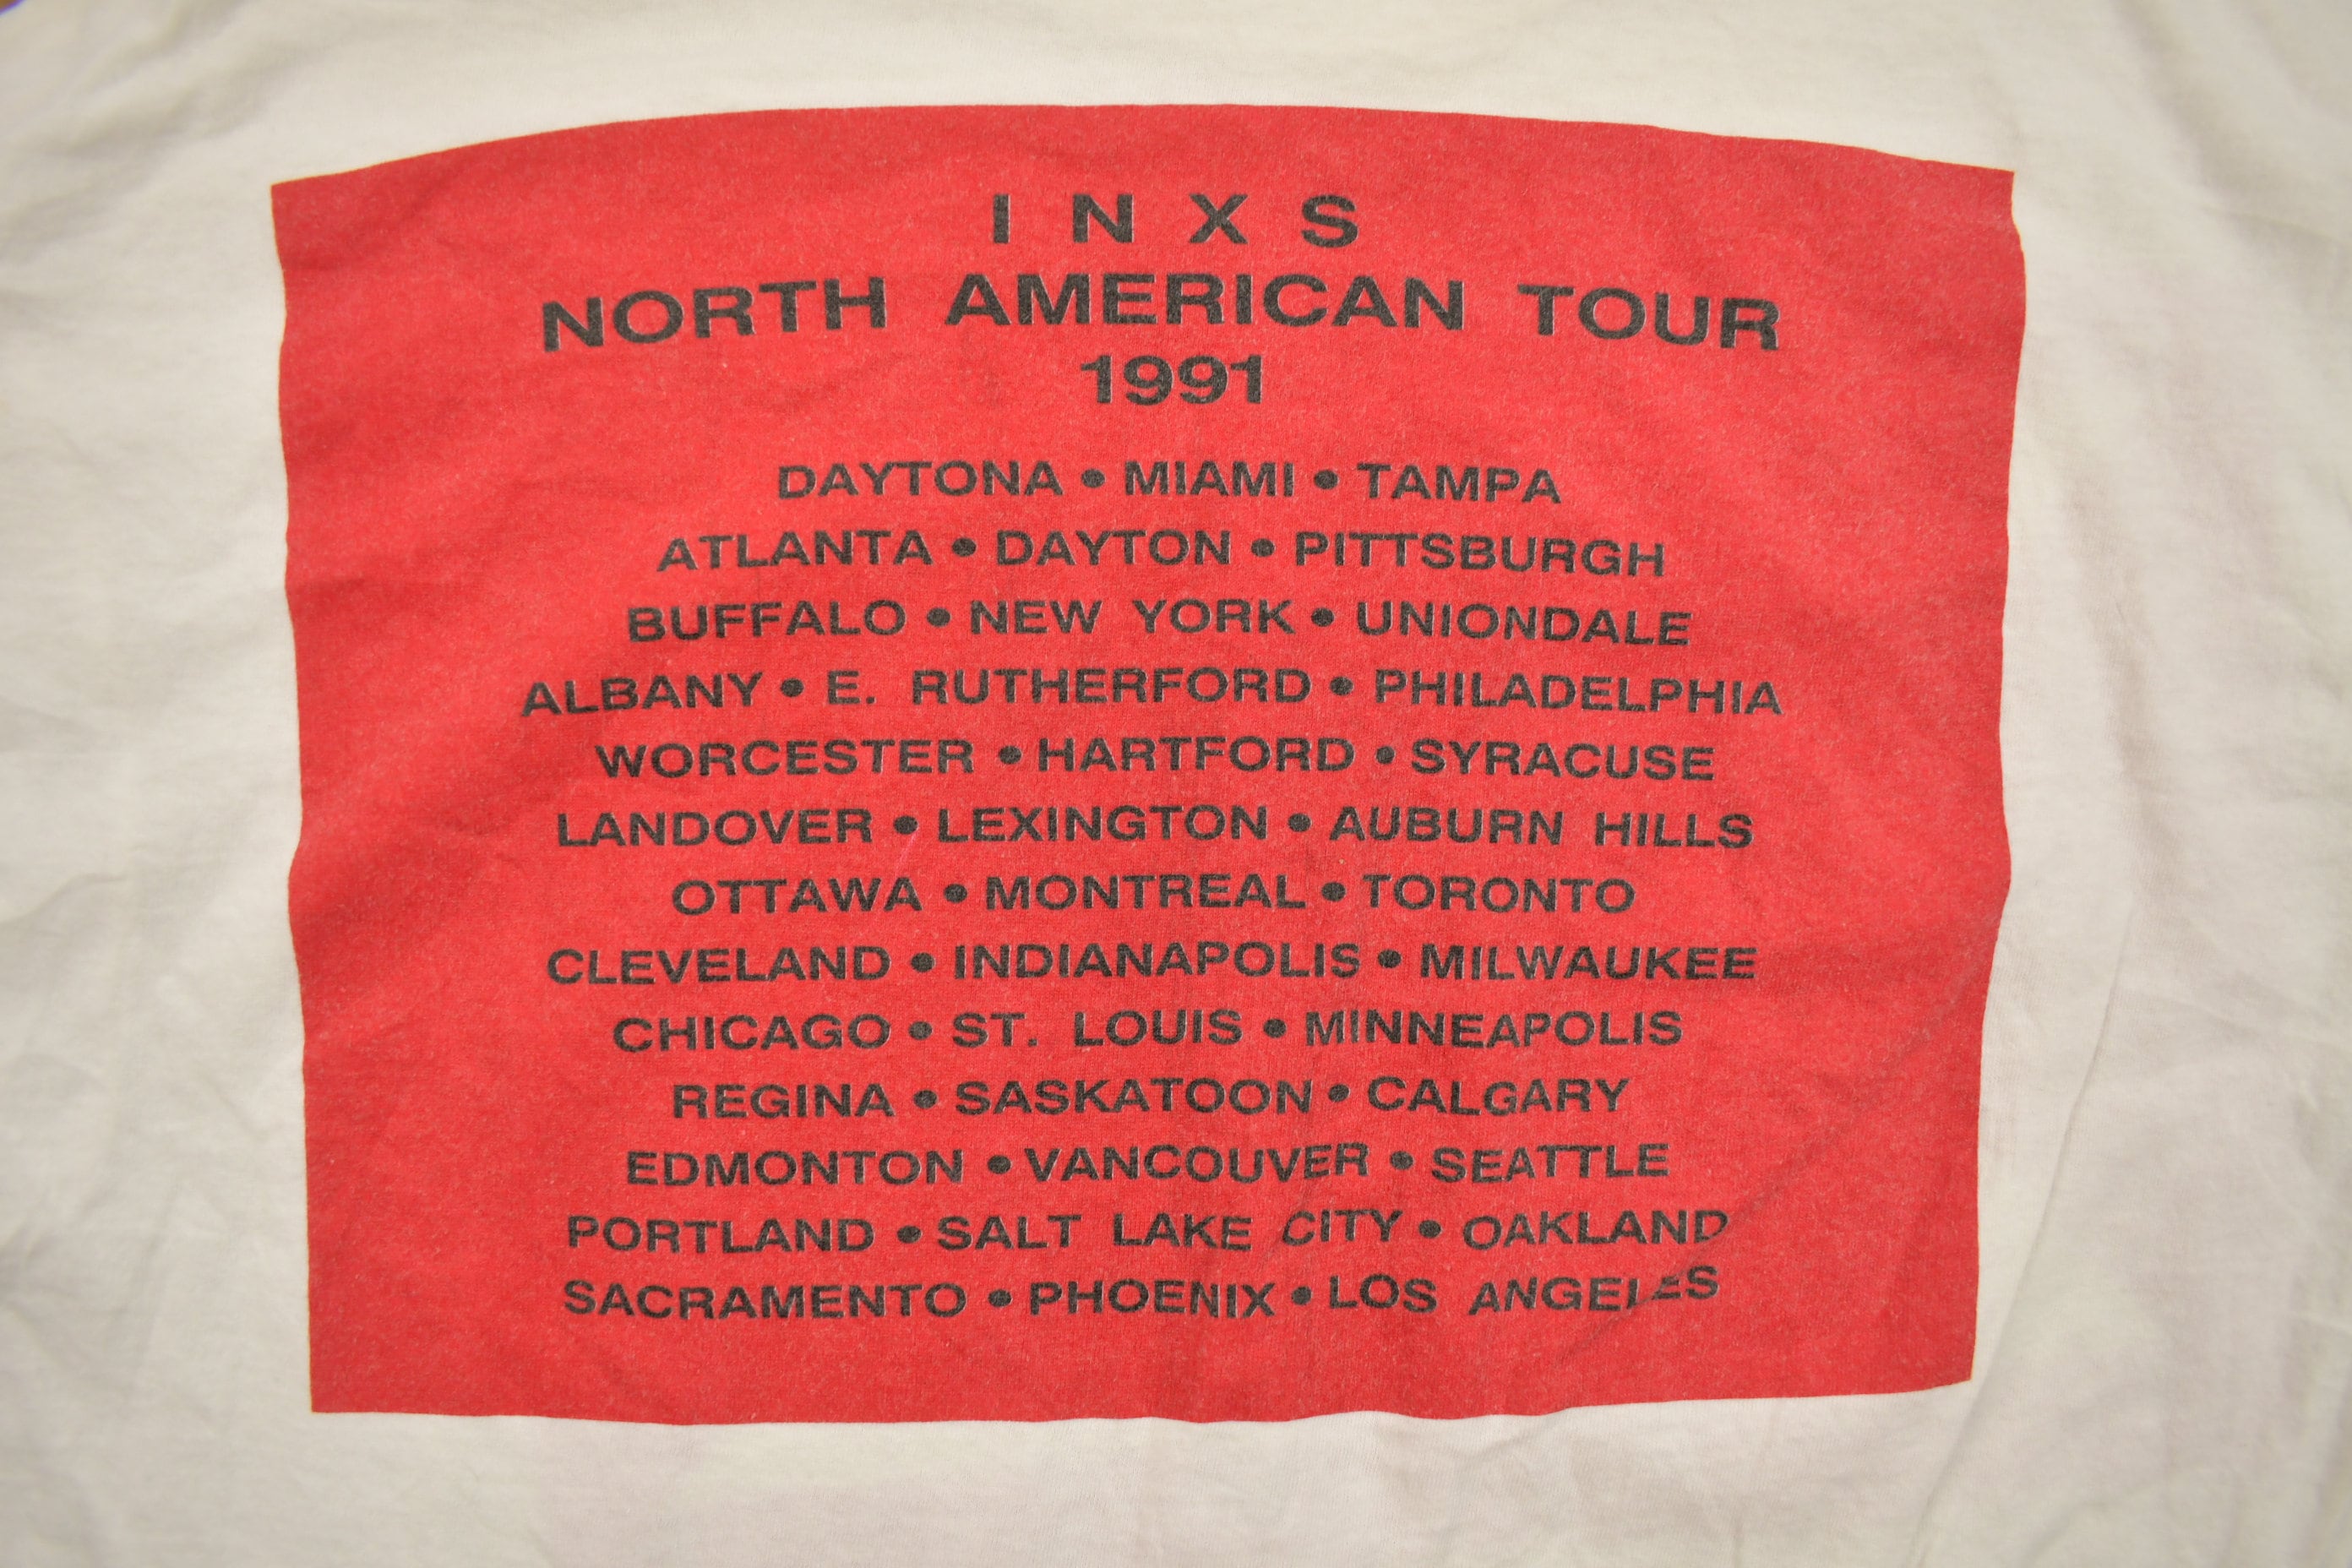 I N X S
NORTH AMERICAN TOUR
1991
DAYTONA • MIAMI • TAMPA
ATLANTA • DAYTON • PITTSBURGH
BUFFALO • NEW YORK • UNIONDALE
ALBANY • E. RUTHERFORD • PHILADELPHIA
WORCESTER • HARTFORD • SYRACUSE
LANDOVER • LEXINGTON • AUBURN HILLS
OTTAWA • MONTREAL • TORONTO
CLEVELAND • INDIANAPOLIS • MILWAUKEE
CHICAGO • ST. LOUIS • MINNEAPOLIS
REGINA • SASKATOON • CALGARY
EDMONTON • VANCOUVER • SEATTLE
PORTLAND • SALT LAKE CITY • OAKLAND
SACRAMENTO • PHOENIX • LOS ANGELES